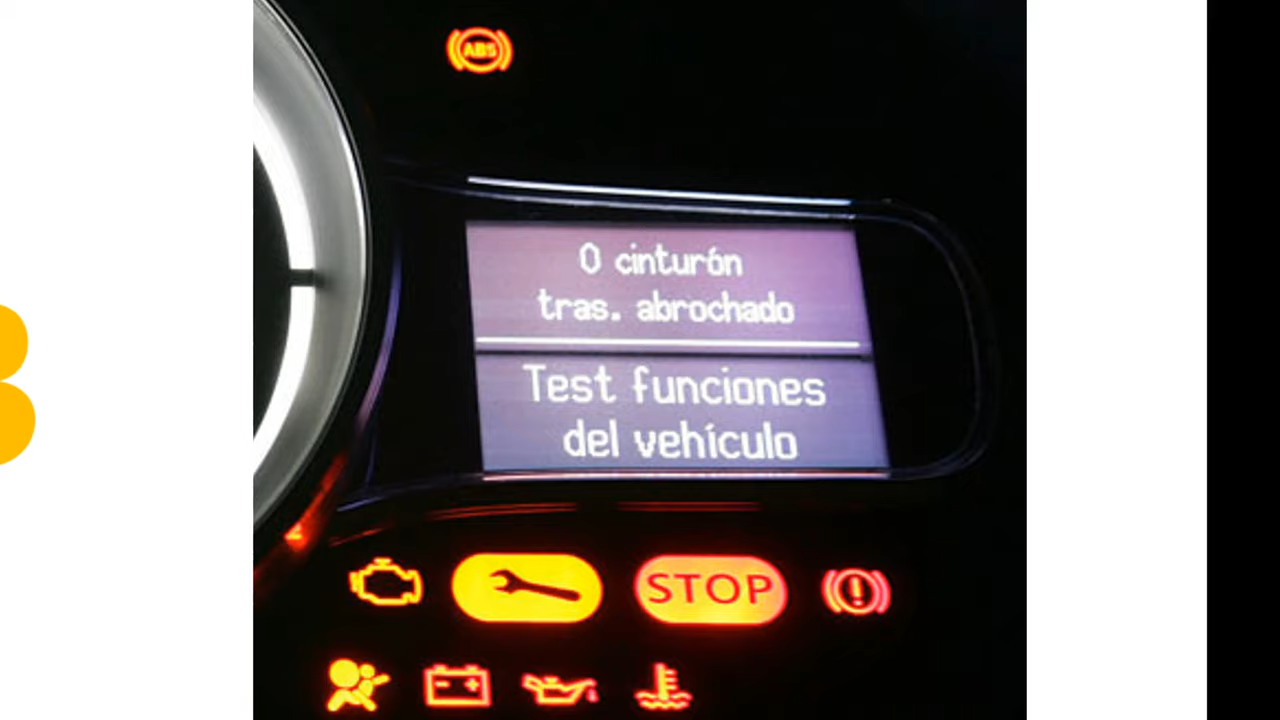 ABS
0 cinturón
tras. abrochado
Test funciones
del vehículo
STOP